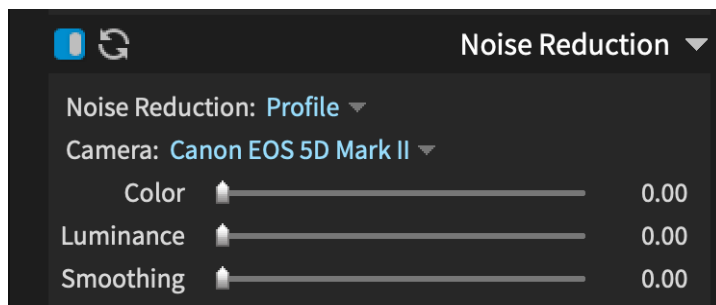 Noise Reduction
Noise Reduction: Profile
Camera: Canon EOS 5D Mark II
Color 0.00
Luminance 0.00
Smoothing 0.00